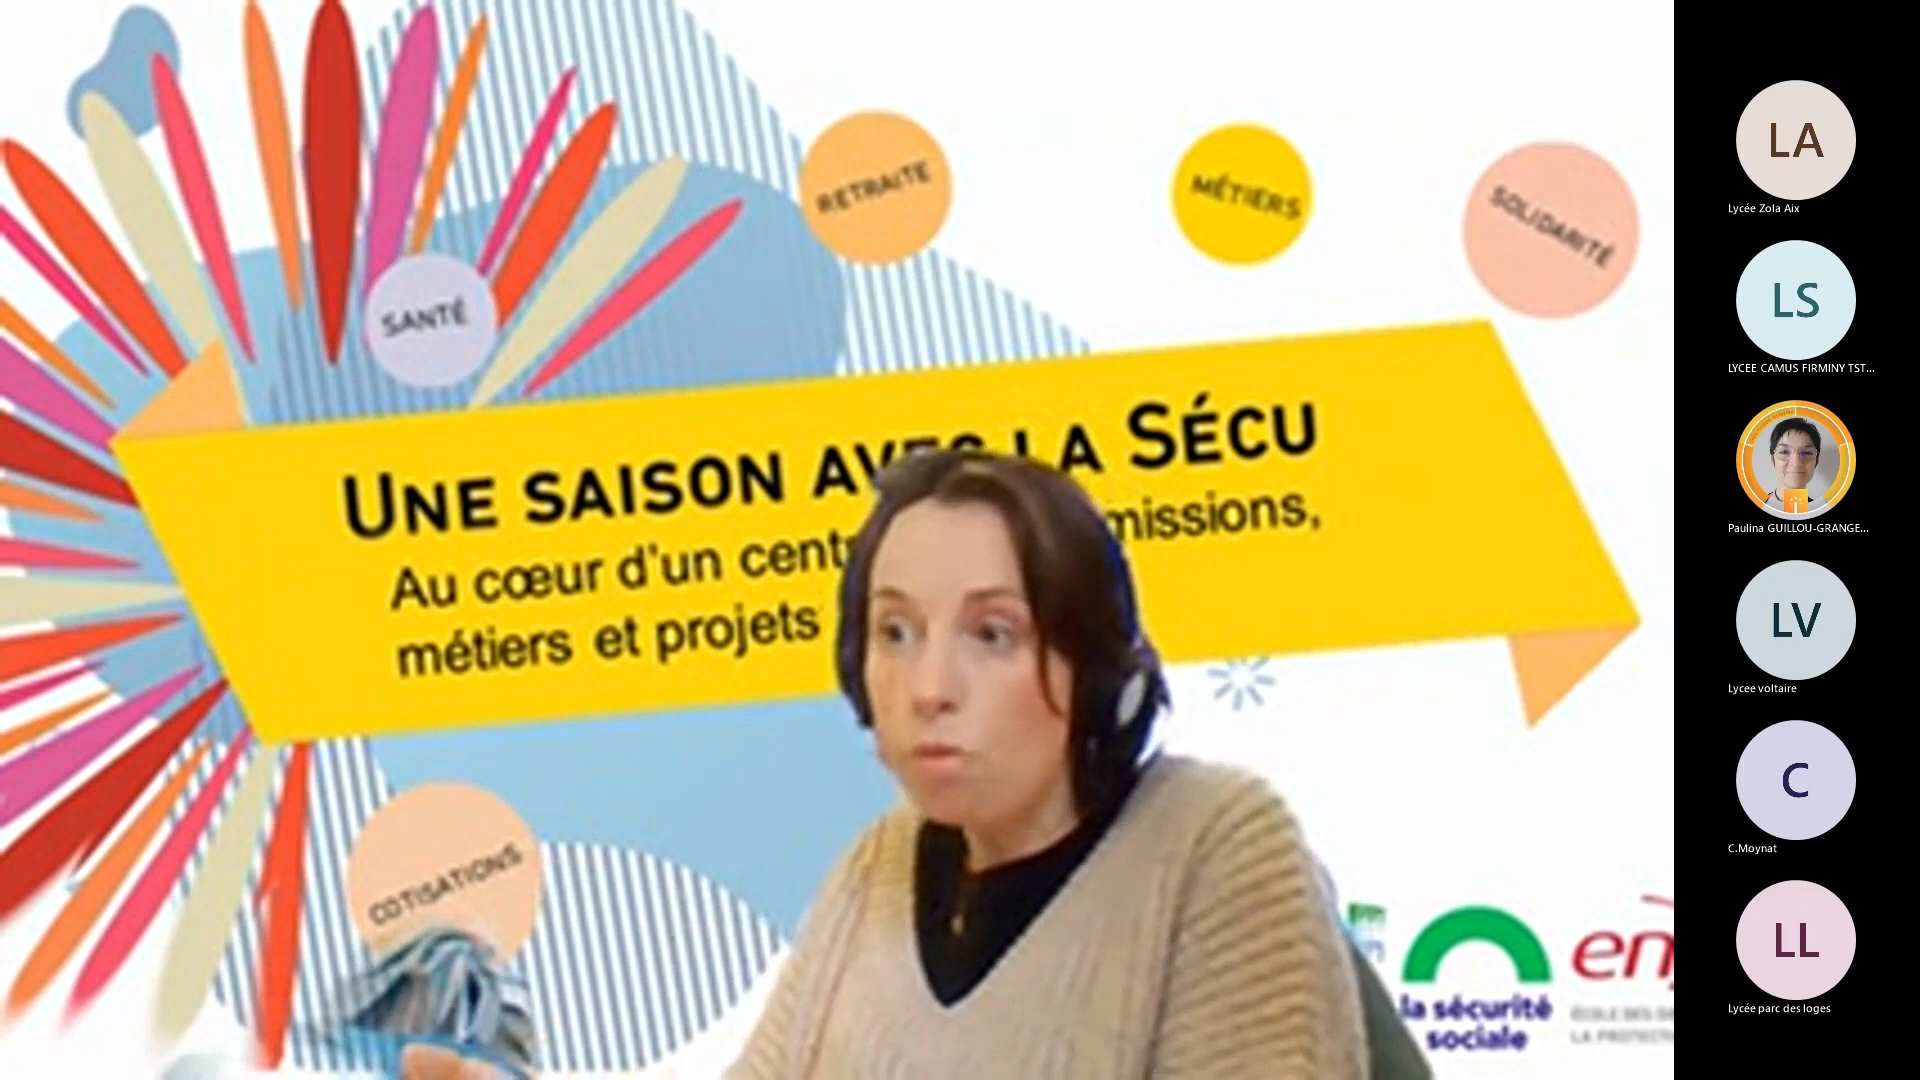 RETRAITE
MÉTIERS
SOLIDARITÉ
SANTÉ
UNE SAISON AVEC LA SÉCU
Au cœur d'un cent missions,
métiers et projets
COTISATIONS
la sécurité
sociale
LA
Lycée Zola Aix
LS
LYCEE CAMUS FIRMINY TST...
Paulina GUILLOU-GRANGE...
LV
Lycee voltaire
C
C.Moynat
LL
Lycée parc des loges